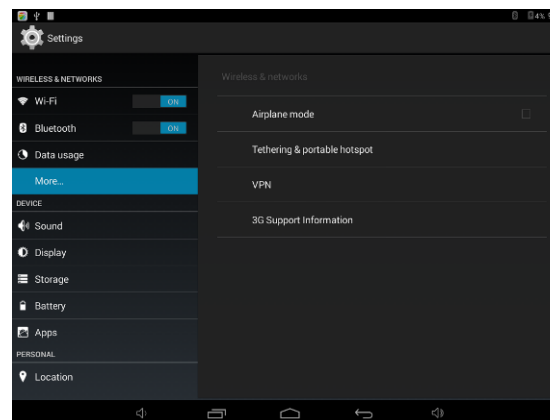 4%
Settings
WIRELESS & NETWORKS
Wi-Fi ON
Bluetooth ON
Data usage
More...
DEVICE
Sound
Display
Storage
Battery
Apps
PERSONAL
Location
Wireless & networks
Airplane mode
Tethering & portable hotspot
VPN
3G Support Information